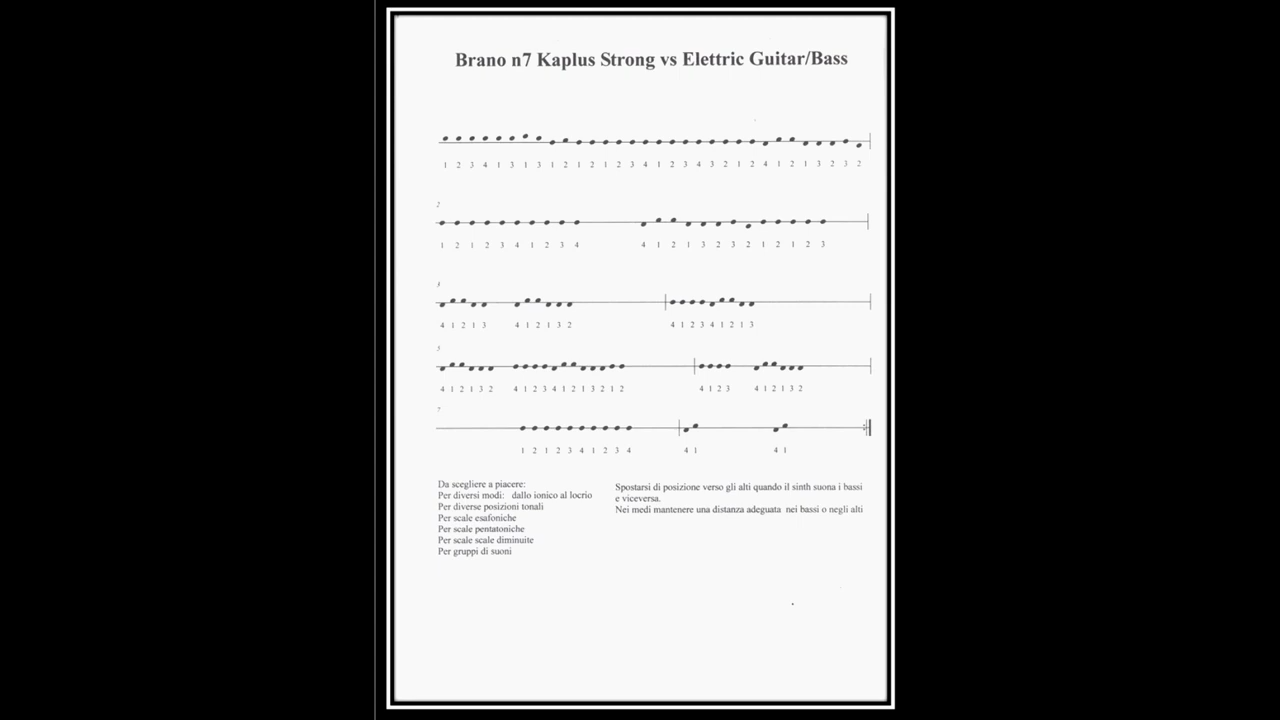 Brano n7 Kaplus Strong vs Elettric Guitar/Bass
1 2 3 4 1 3 1 3 1 2 1 2 1 2 3 4 1 2 3 4 3 2 1 2 4 1 2 1 3 2 3 2
2
1 2 1 2 3 4 1 2 3 4 4 1 2 1 3 2 3 2 1 2 1 2 3
3
4 1 2 1 3 4 1 2 1 3 2 4 1 2 3 4 1 2 1 3
5
4 1 2 1 3 2 4 1 2 3 4 1 2 1 3 2 1 2 4 1 2 3 4 1 2 1 3 2
7
1 2 1 2 3 4 1 2 3 4 4 1 4 1
Da scegliere a piacere:
Per diversi modi: dallo ionico al locrio
Per diverse posizioni tonali
Per scale esafoniche
Per scale pentatoniche
Per scale scale diminuite
Per gruppi di suoni
Spostarsi di posizione verso gli alti quando il sinth suona i bassi
e viceversa.
Nei medi mantenere una distanza adeguata nei bassi o negli alti